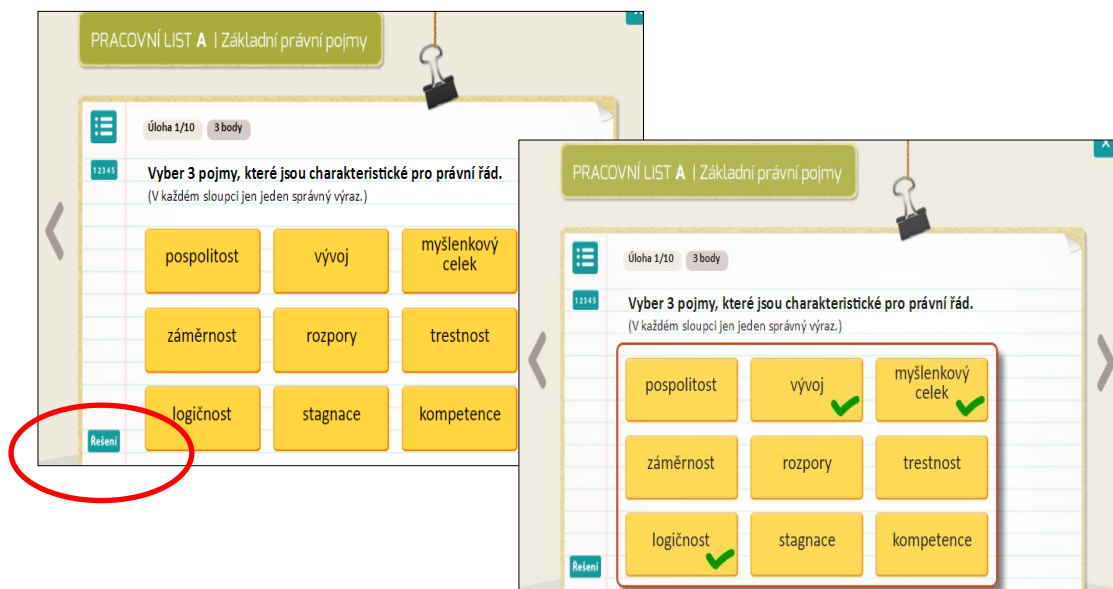 PRACOVNÍ LIST A | Základní právní pojmy
Úloha 1/10 3 body
12345
Vyber 3 pojmy, které jsou charakteristické pro právní řád.
(V každém sloupci jen jeden správný výraz.)
pospolitost vývoj myšlenkový celek
záměrnost rozpory trestnost
logičnost stagnace kompetence
Řešení
X
PRACOVNÍ LIST A | Základní právní pojmy
Úloha 1/10 3 body
12345
Vyber 3 pojmy, které jsou charakteristické pro právní řád.
(V každém sloupci jen jeden správný výraz.)
pospolitost vývoj myšlenkový celek
záměrnost rozpory trestnost
logičnost stagnace kompetence
Řešení